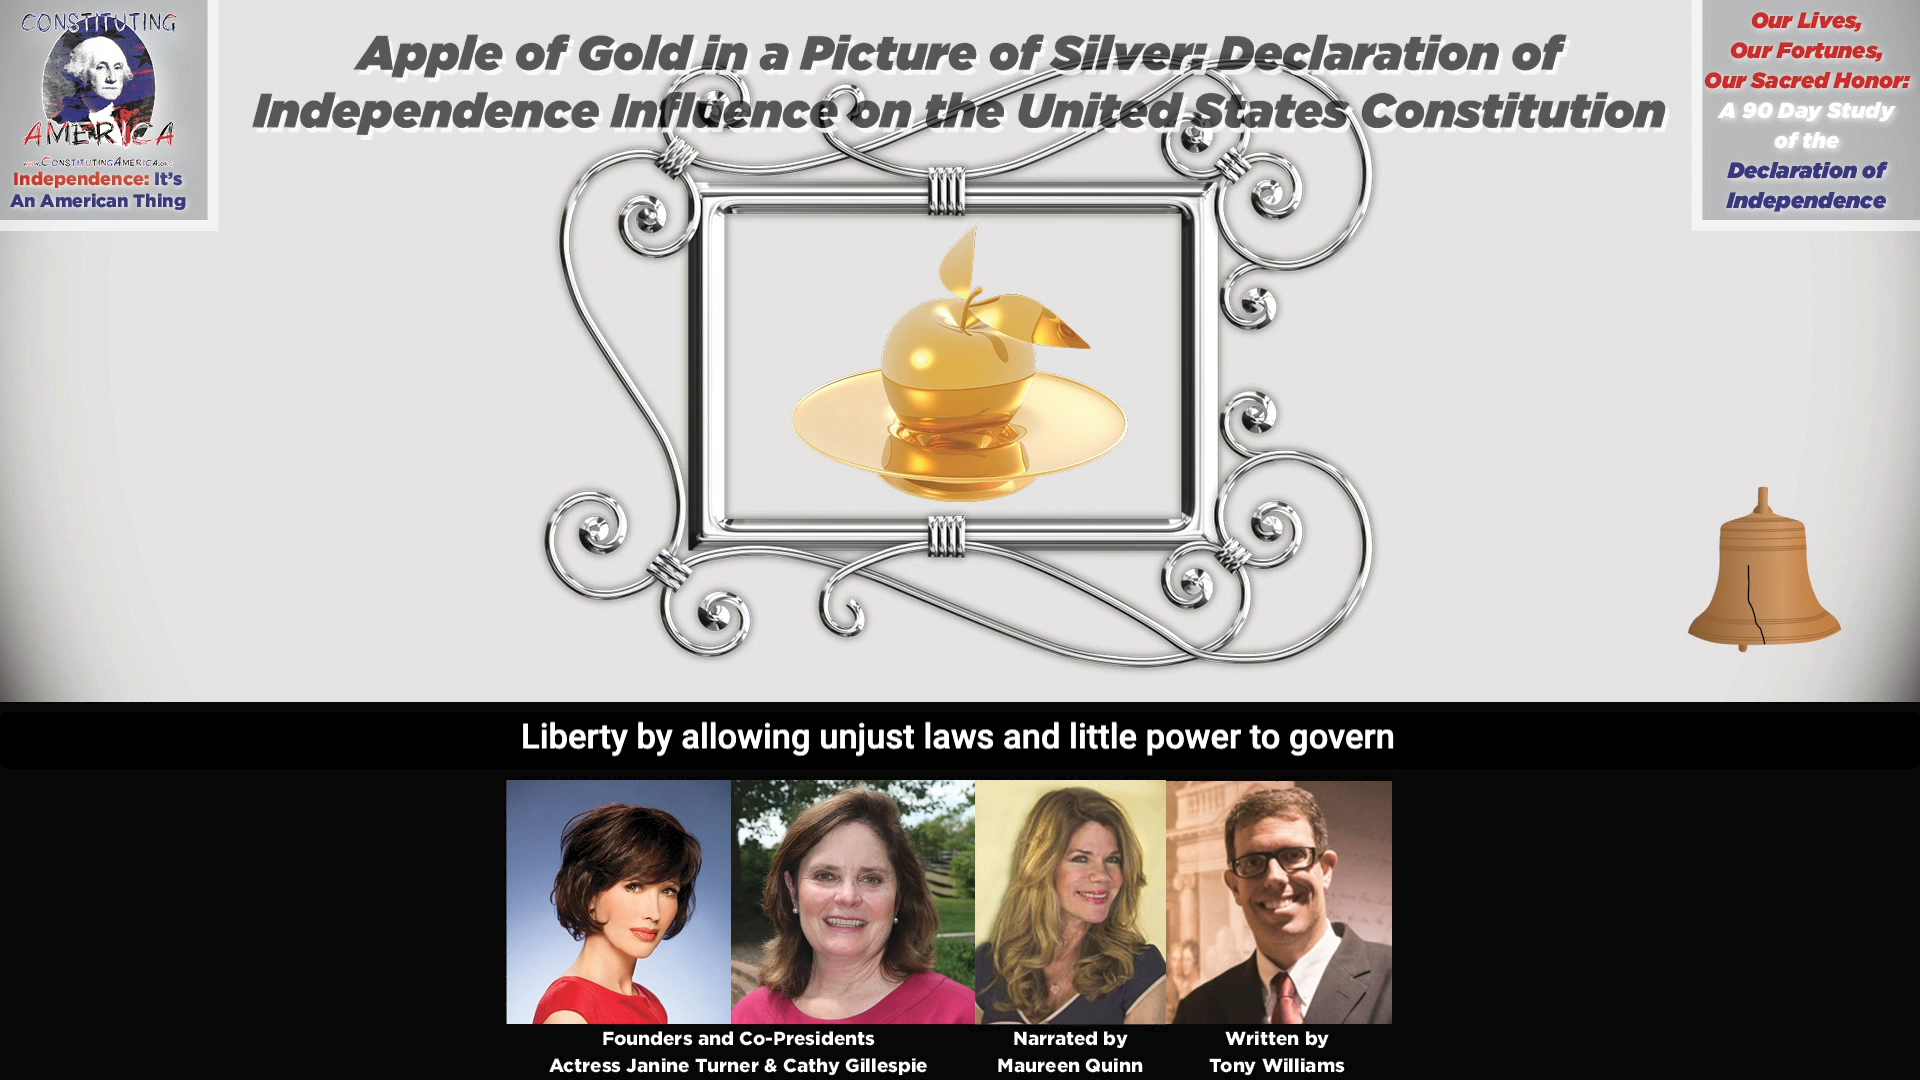 CONSTITUTING
AMERICA
www.CONSTITUTINGAMERICA.org
Independence: It's
An American Thing
Apple of Gold in a Picture of Silver: Declaration of
Independence Influence on the United States Constitution
Our Lives,
Our Fortunes,
Our Sacred Honor:
A 90 Day Study
of the
Declaration of
Independence
Liberty by allowing unjust laws and little power to govern
Founders and Co-Presidents
Actress Janine Turner & Cathy Gillespie
Narrated by
Maureen Quinn
Written by
Tony Williams